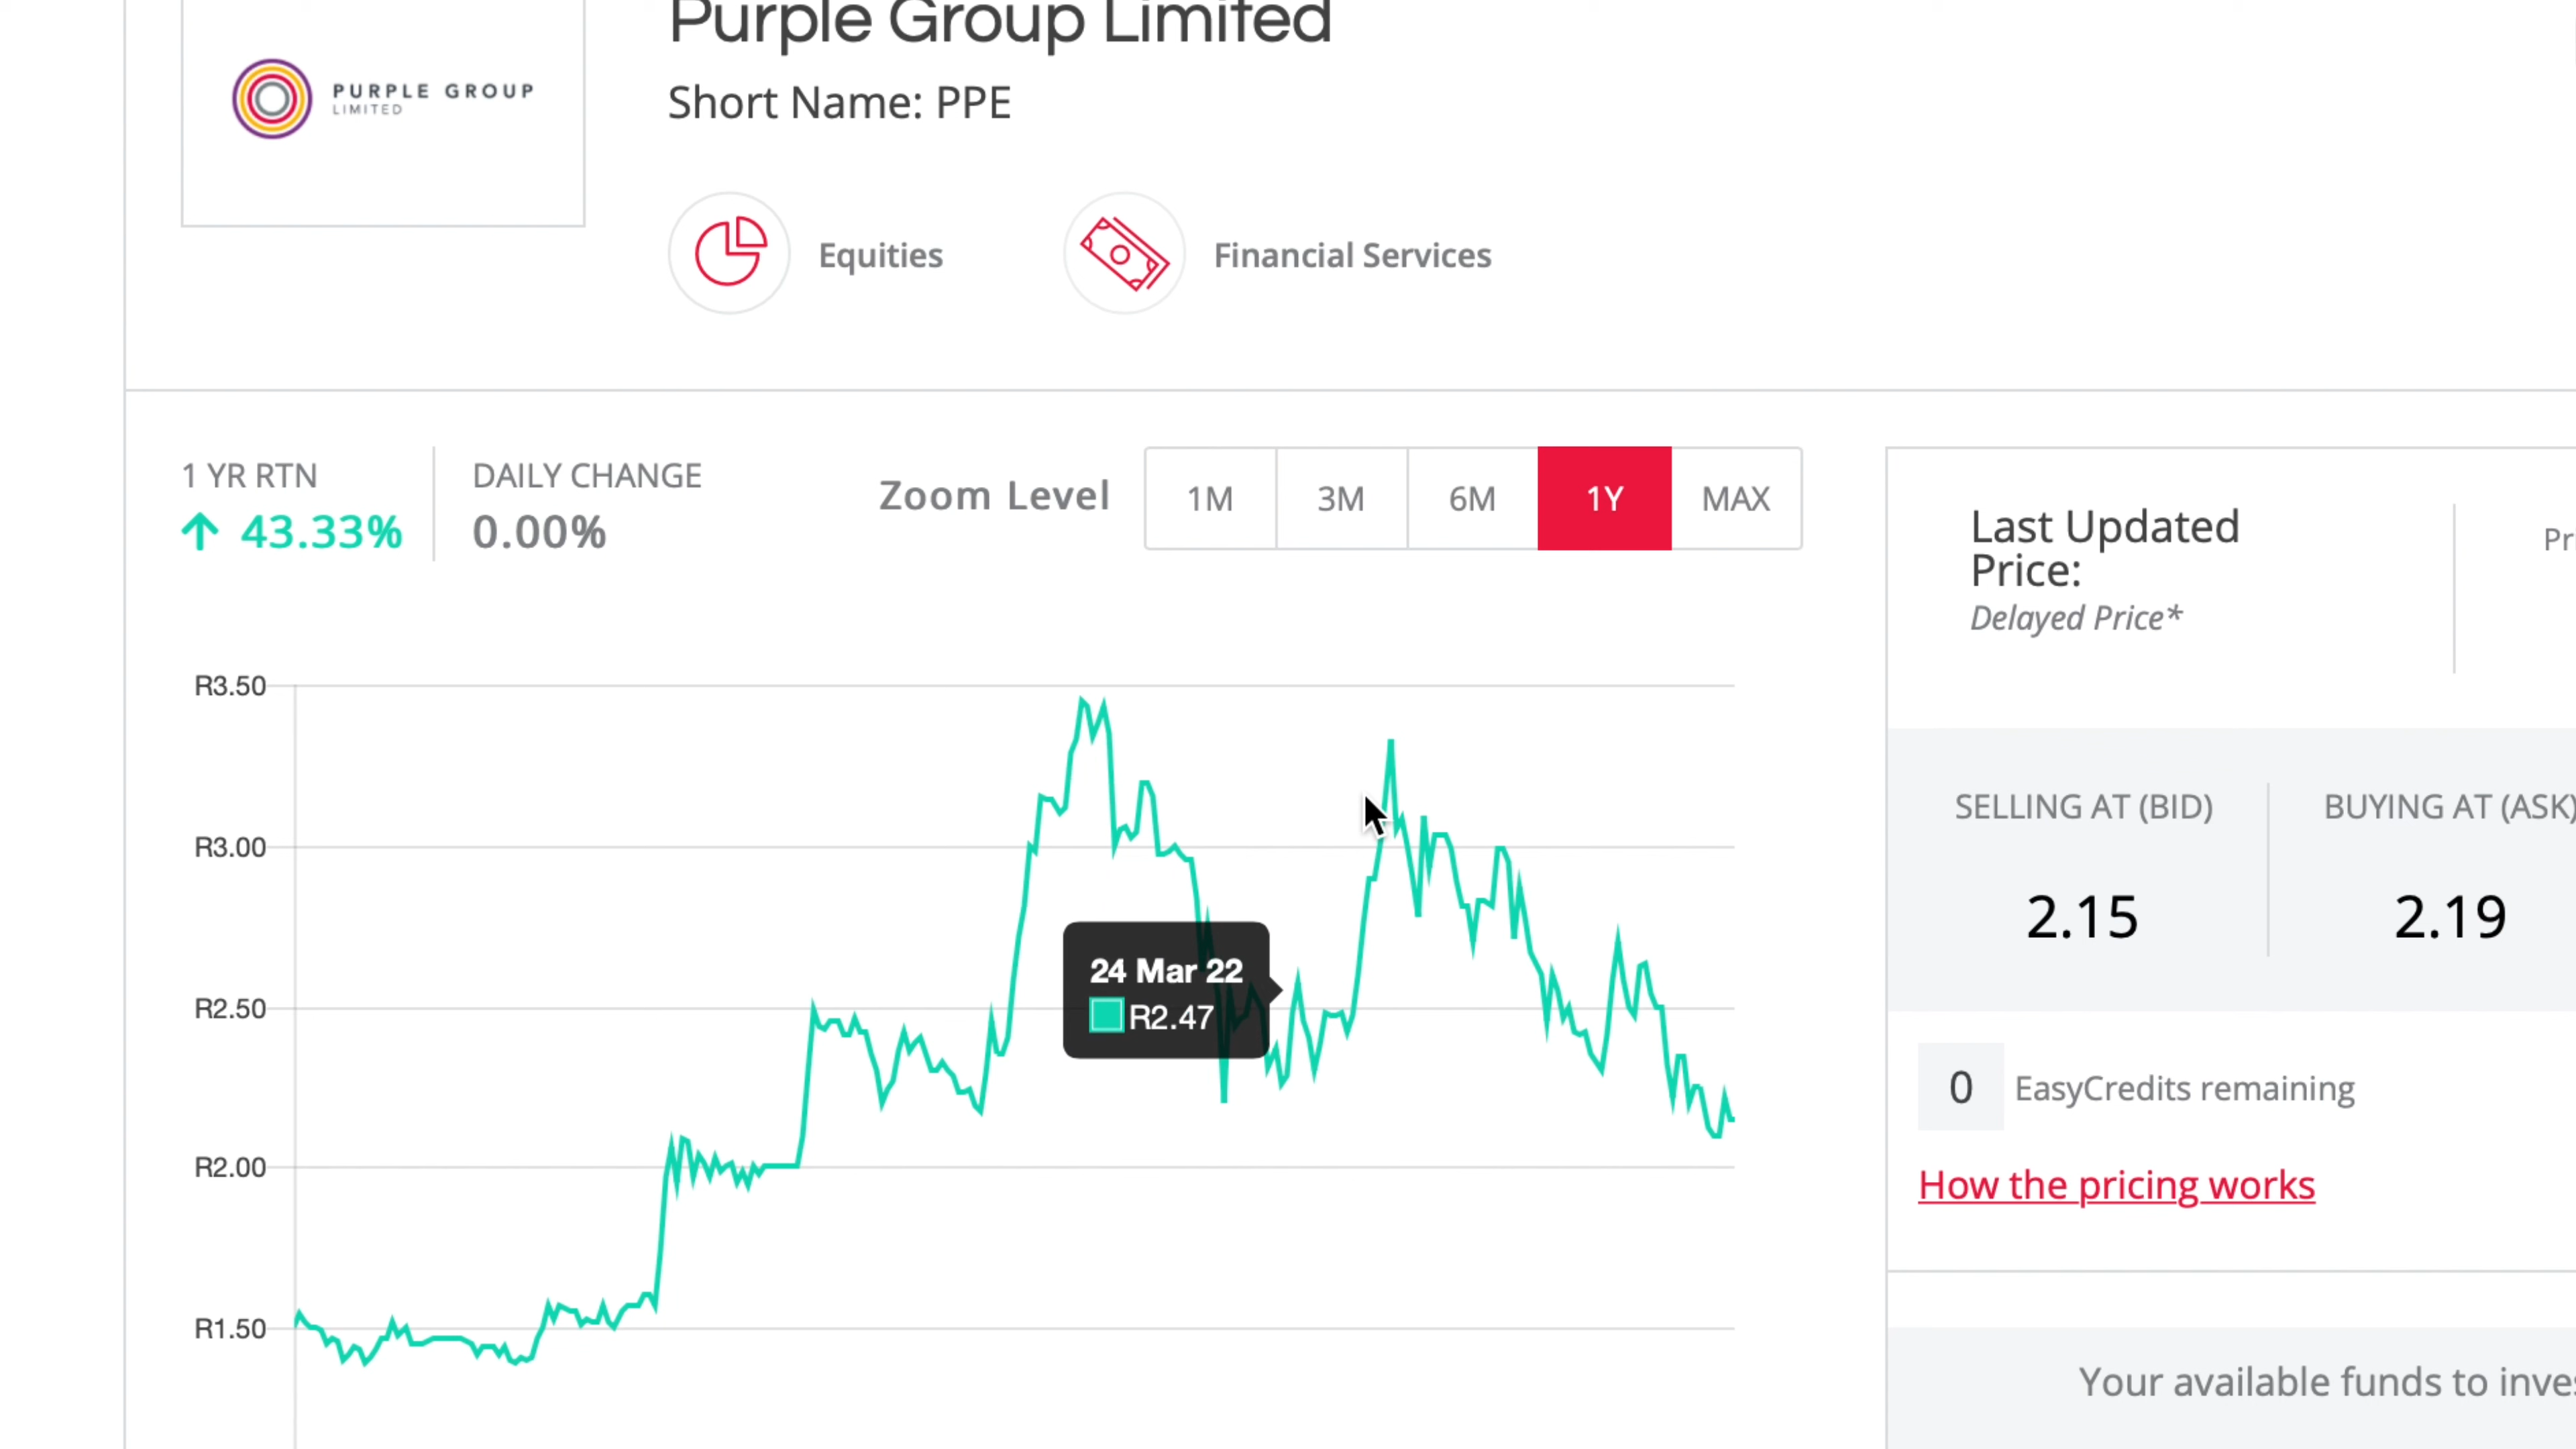 Purple Group Limited
PURPLE GROUP
LIMITED
Short Name: PPE
Equities
Financial Services
1 YR RTN
43.33%
DAILY CHANGE
0.00%
Zoom Level
1M
3M
6M
1Y
MAX
Last Updated
Price:
Delayed Price*
R3.50
R3.00
R2.50
R2.00
R1.50
24 Mar 22
R2.47
SELLING AT (BID)
2.15
BUYING AT (ASK)
2.19
0
EasyCredits remaining
How the pricing works
Your available funds to